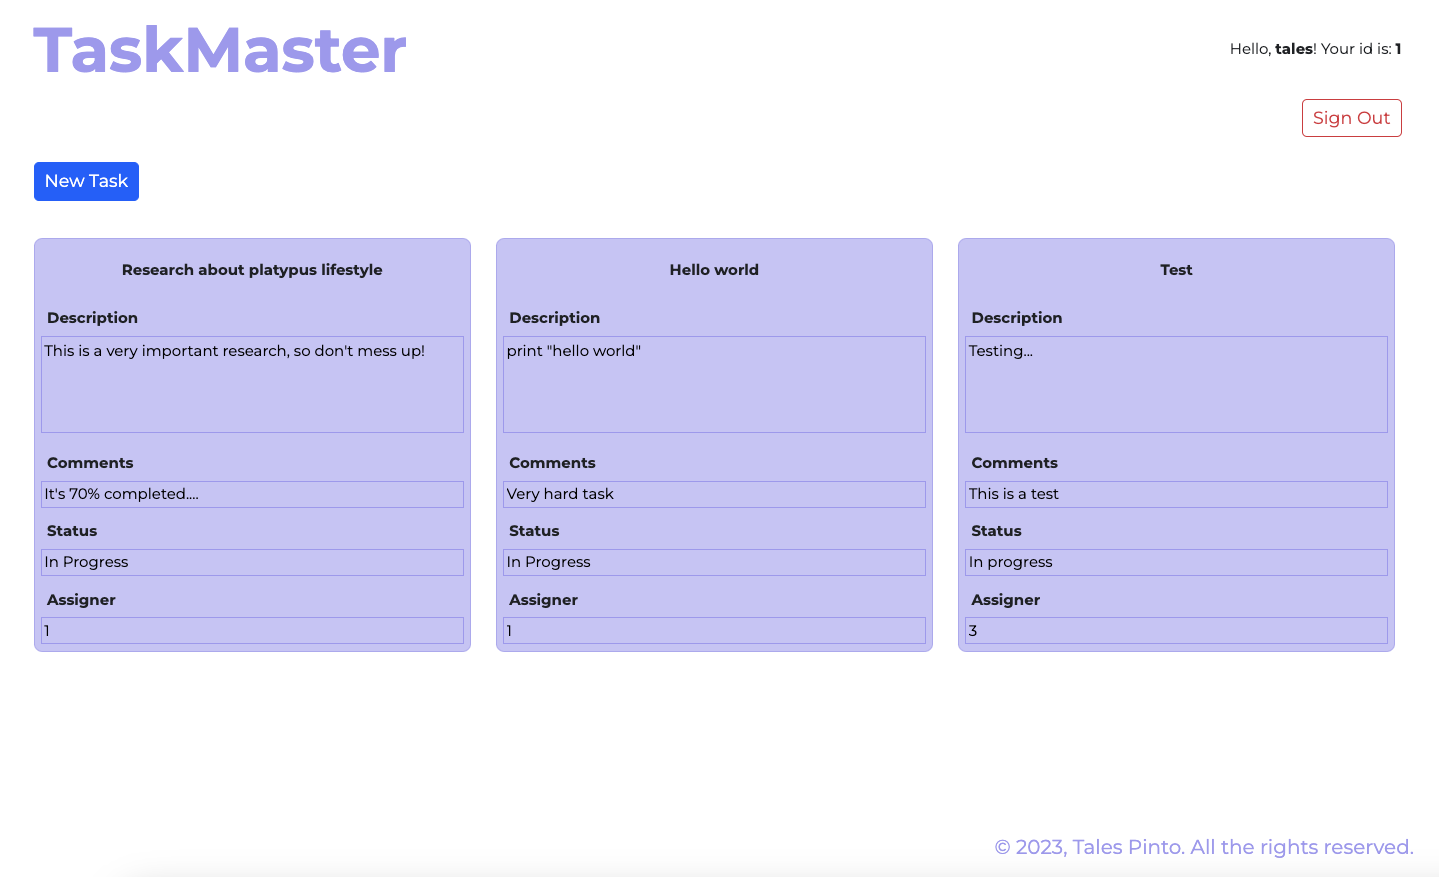 TaskMaster
Hello, tales! Your id is: 1
Sign Out
New Task
Research about platypus lifestyle
Description
This is a very important research, so don't mess up!
Comments
It's 70% completed....
Status
In Progress
Assigner
1
Hello world
Description
print "hello world"
Comments
Very hard task
Status
In Progress
Assigner
1
Test
Description
Testing...
Comments
This is a test
Status
In progress
Assigner
3
© 2023, Tales Pinto. All the rights reserved.